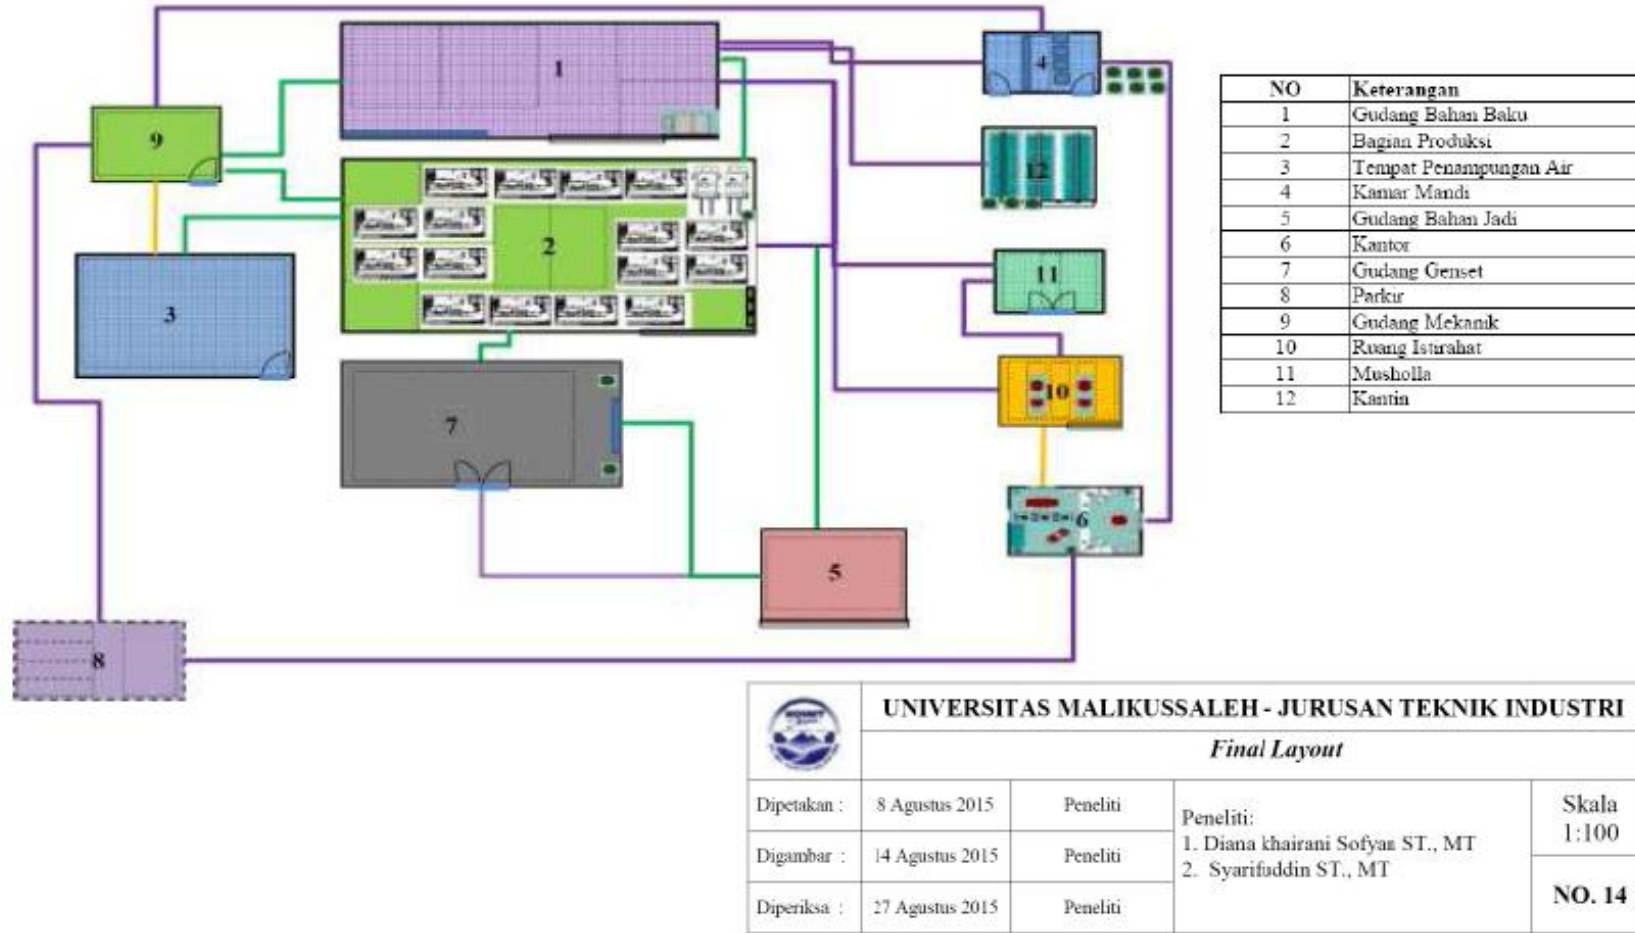 1
4
9
12
2
11
3
10
7
6
5
8
NO Keterangan
1 Gudang Bahan Baku
2 Bagian Produksi
3 Tempat Penampungan Air
4 Kamar Mandi
5 Gudang Bahan Jadi
6 Kantor
7 Gudang Genset
8 Parkir
9 Gudang Mekanik
10 Ruang Istirahat
11 Musholla
12 Kantin
UNIVERSITAS MALIKUSSALEH - JURUSAN TEKNIK INDUSTRI
Final Layout
Dipetakan : 8 Agustus 2015 Peneliti
Digambar : 14 Agustus 2015 Peneliti
Diperiksa : 27 Agustus 2015 Peneliti
Peneliti:
1. Diana khairani Sofyan ST., MT
2. Syarifuddin ST., MT
Skala
1:100
NO. 14